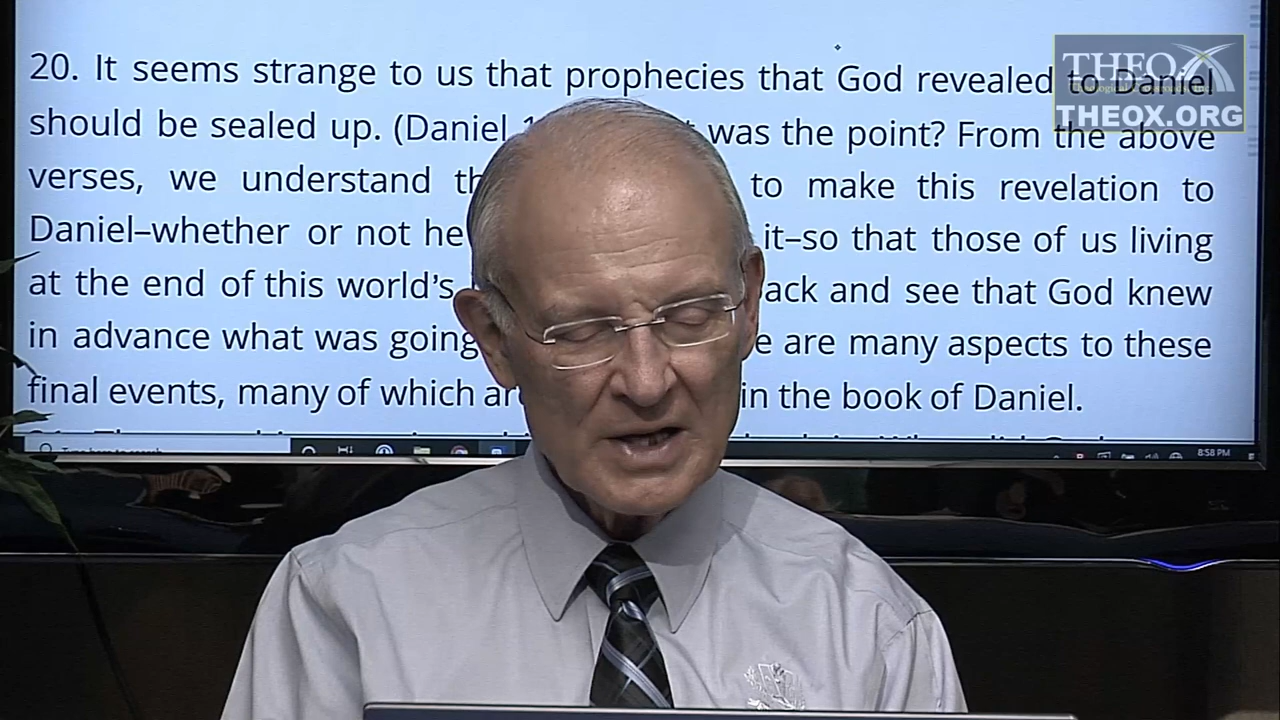 20. It seems strange to us that prophecies that God revealed to Daniel
should be sealed up. (Daniel was the point? From the above
verses, we understand to make this revelation to
Daniel–whether or not he it–so that those of us living
at the end of this world's and see that God knew
in advance what was going are many aspects to these
final events, many of which in the book of Daniel.
Type here to search
8:58 PM
THEOX
THEOX.ORG